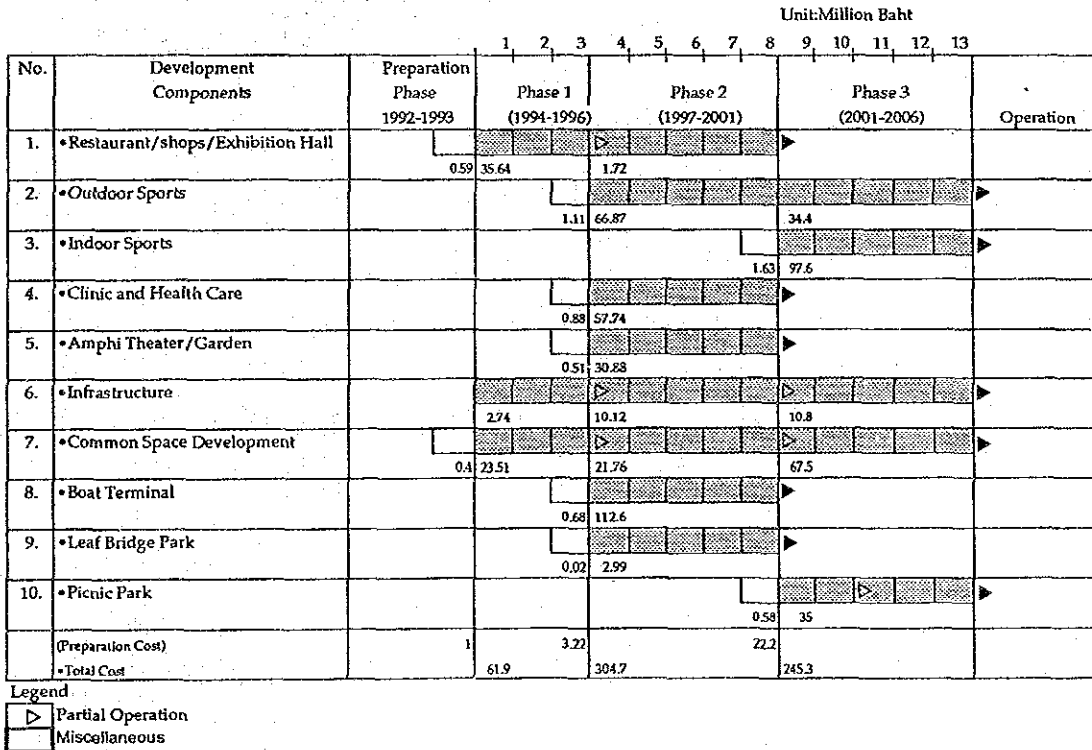 Unit:Million Baht
1 2 3 4 5 6 7 8 9 10 11 12 13
No. Development Components Preparation Phase 1992-1993 Phase 1 (1994-1996) Phase 2 (1997-2001) Phase 3 (2001-2006) Operation
1. •Restaurant/shops/Exhibition Hall
0.59 35.64 1.72
2. •Outdoor Sports
1.11 66.87 34.4
3. •Indoor Sports
1.63 97.6
4. •Clinic and Health Care
0.88 57.74
5. •Amphi Theater/Garden
0.51 30.88
6. •Infrastructure
2.74 10.12 10.8
7. •Common Space Development
0.4 23.51 21.76 67.5
8. •Boat Terminal
0.68 112.6
9. •Leaf Bridge Park
0.02 2.99
10. •Picnic Park
0.58 35
(Preparation Cost) 1 3.22 22.2
•Total Cost 61.9 304.7 245.3
Legend
Partial Operation
Miscellaneous